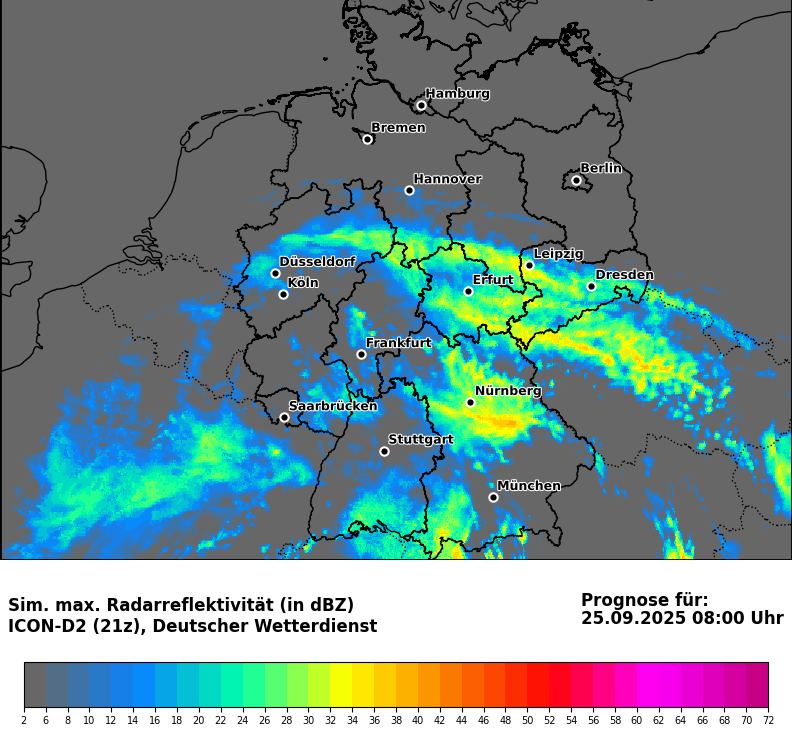 Hamburg
Bremen
Berlin
Hannover
Leipzig
Düsseldorf
Dresden
Köln
Erfurt
Frankfurt
Nürnberg
Saarbrücken
Stuttgart
München
Sim. max. Radarreflektivität (in dBZ)
ICON-D2 (21z), Deutscher Wetterdienst
Prognose für:
25.09.2025 08:00 Uhr
2 6 8 10 12 14 16 18 20 22 24 26 28 30 32 34 36 38 40 42 44 46 48 50 52 54 56 58 60 62 64 66 68 70 72